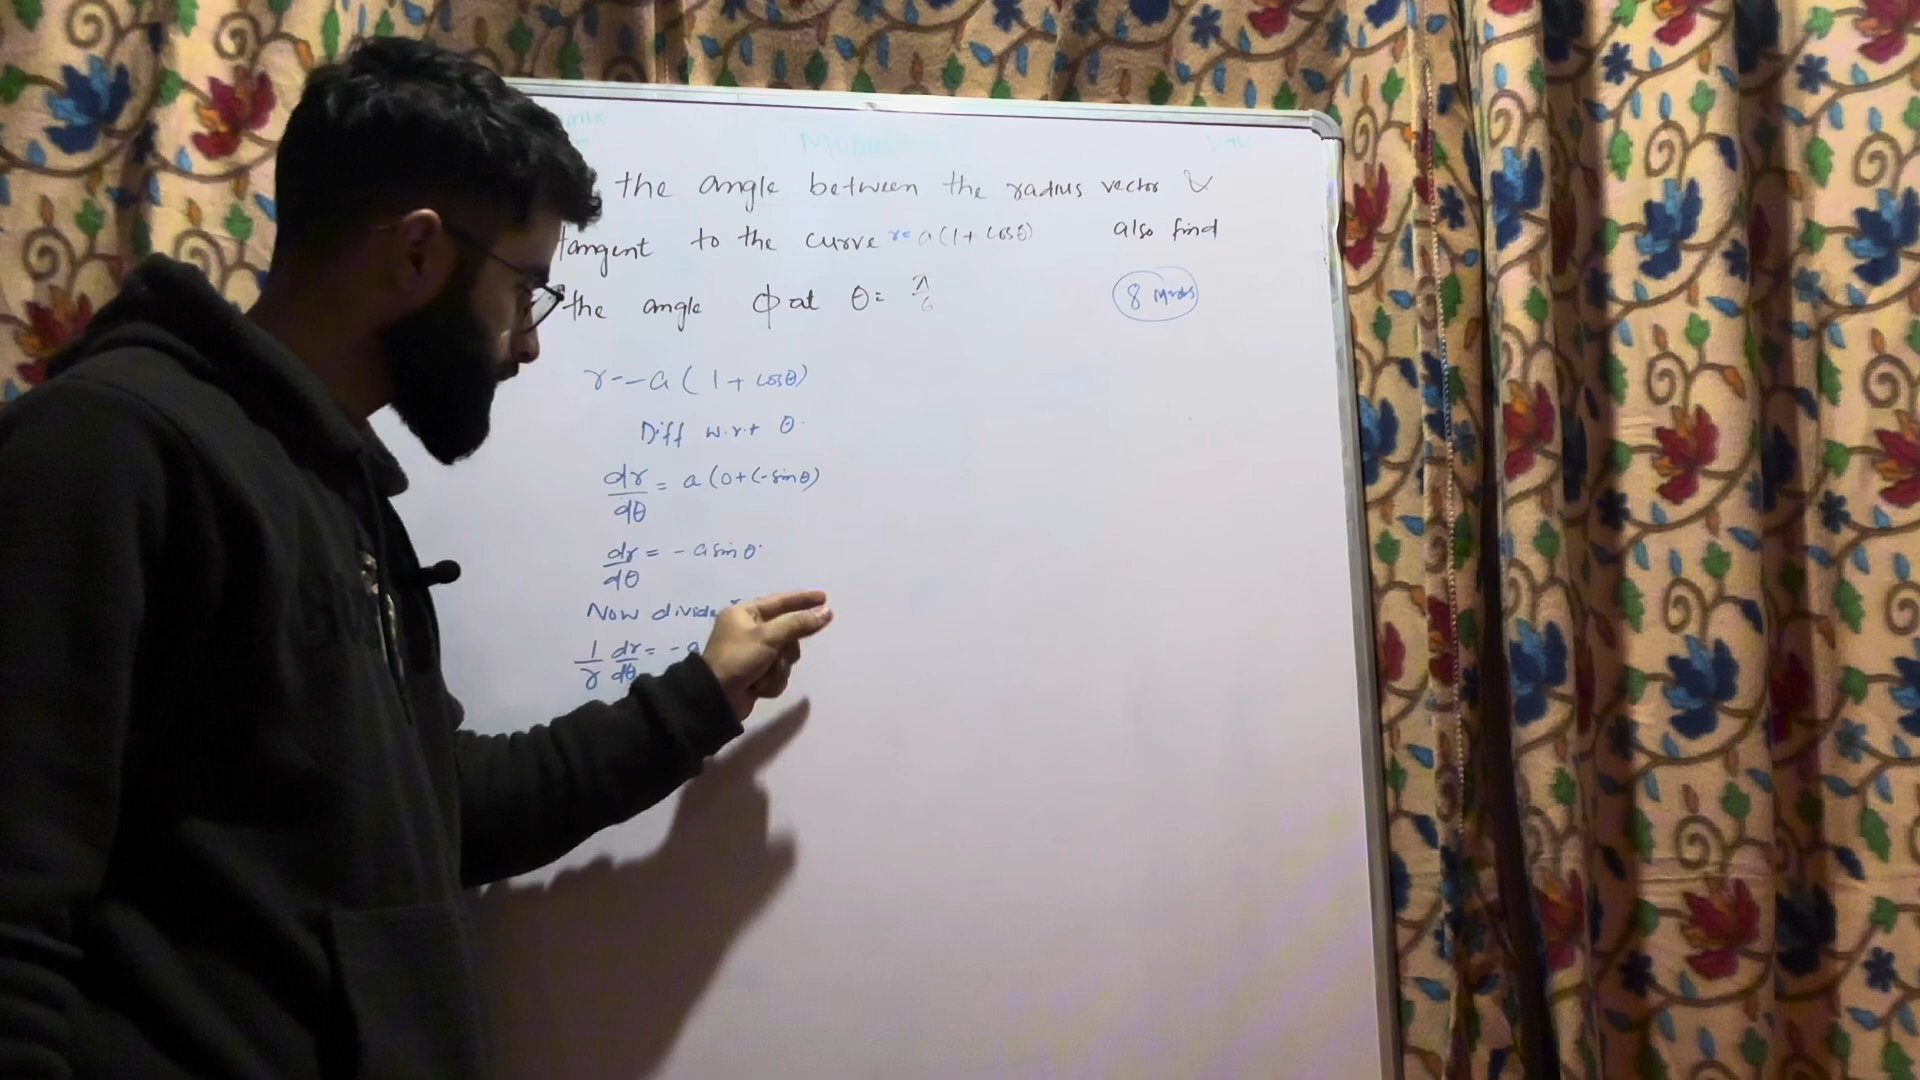 the angle between the radius vector &
tangent to the curve r= a(1+cosθ) also find
the angle ϕ at θ= π/6
8 Marks
r=-a(1+cosθ)
Diff w.r.t θ.
dr/dθ = a(0+(-sinθ)
dr/dθ = -asinθ
Now divide
1/r dr/dθ = -a